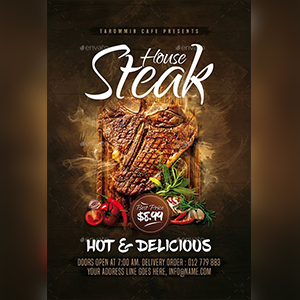 TAROMMIR CAFE PRESENTS
House
Steak
Best Price
$8.99
HOT & DELICIOUS
DOORS OPEN AT 7:00 AM. DELIVERY ORDER : 012 779 883
YOUR ADDRESS LINE GOES HERE, INFO@NAME.COM